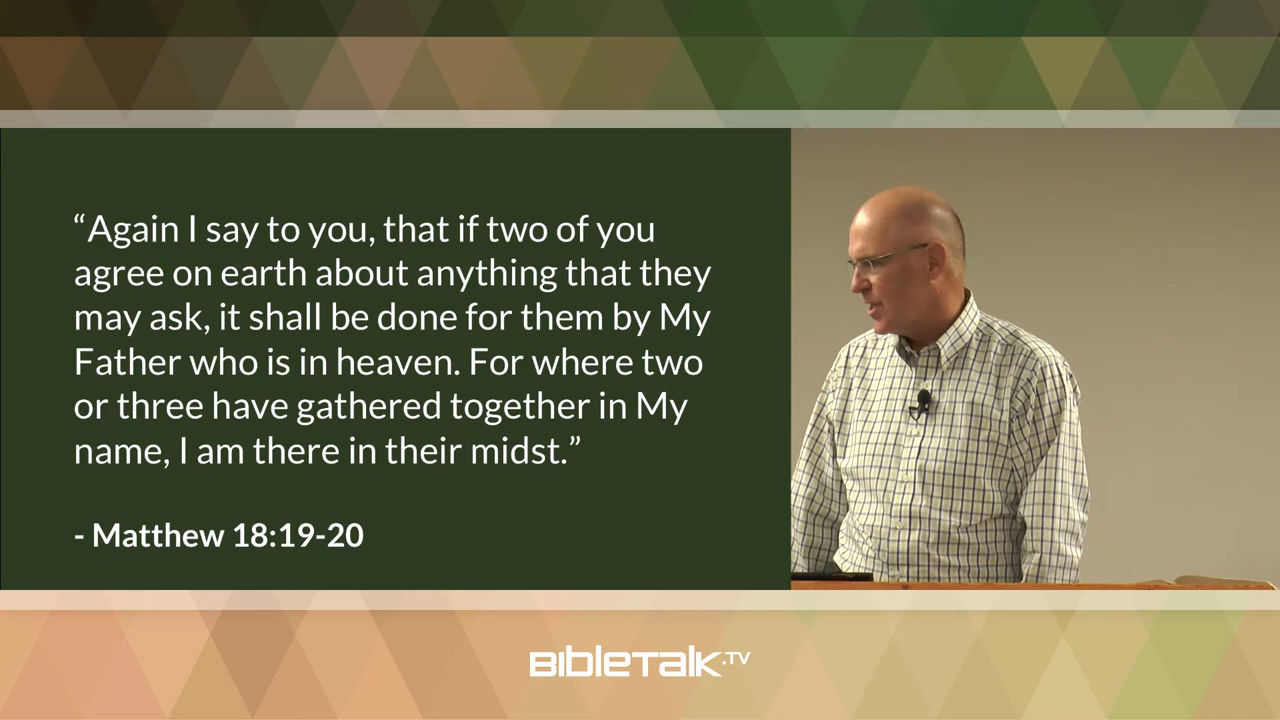 “Again I say to you, that if two of you
agree on earth about anything that they
may ask, it shall be done for them by My
Father who is in heaven. For where two
or three have gathered together in My
name, I am there in their midst.”
- Matthew 18:19-20
BIBLETALK.TV